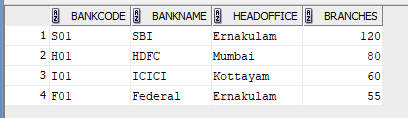 BANKCODE BANKNAME HEADOFFICE BRANCHES
1 S01 SBI Ernakulam 120
2 H01 HDFC Mumbai 80
3 I01 ICICI Kottayam 60
4 F01 Federal Ernakulam 55